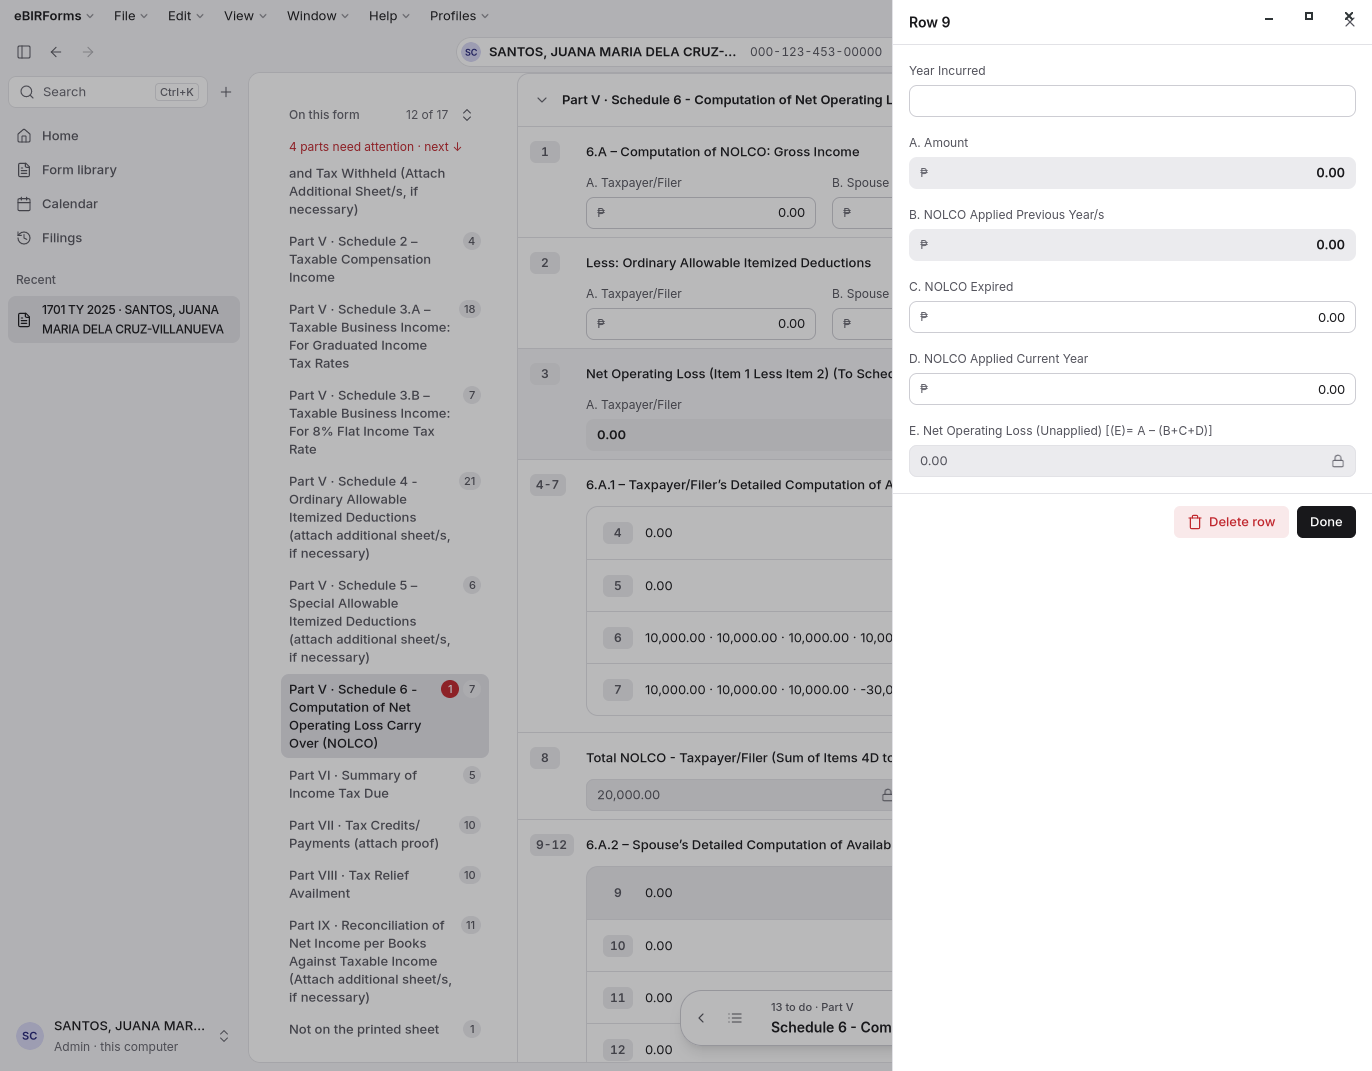 eBIRForms File Edit View Window Help Profiles
SC SANTOS, JUANA MARIA DELA CRUZ-... 000-123-453-00000
Search Ctrl+K
Home
Form library
Calendar
Filings
Recent
1701 TY 2025 · SANTOS, JUANA
MARIA DELA CRUZ-VILLANUEVA
SC SANTOS, JUANA MAR...
Admin · this computer
On this form 12 of 17
4 parts need attention · next ↓
and Tax Withheld (Attach
Additional Sheet/s, if
necessary)
Part V · Schedule 2 – 4
Taxable Compensation
Income
Part V · Schedule 3.A – 18
Taxable Business Income:
For Graduated Income
Tax Rates
Part V · Schedule 3.B – 7
Taxable Business Income:
For 8% Flat Income Tax
Rate
Part V · Schedule 4 - 21
Ordinary Allowable
Itemized Deductions
(attach additional sheet/s,
if necessary)
Part V · Schedule 5 – 6
Special Allowable
Itemized Deductions
(attach additional sheet/s,
if necessary)
Part V · Schedule 6 - 1 7
Computation of Net
Operating Loss Carry
Over (NOLCO)
Part VI · Summary of 5
Income Tax Due
Part VII · Tax Credits/ 10
Payments (attach proof)
Part VIII · Tax Relief 10
Availment
Part IX · Reconciliation of 11
Net Income per Books
Against Taxable Income
(Attach additional sheet/s,
if necessary)
Not on the printed sheet 1
Part V · Schedule 6 - Computation of Net Operating L
1 6.A – Computation of NOLCO: Gross Income
A. Taxpayer/Filer B. Spouse
₱ 0.00 ₱
2 Less: Ordinary Allowable Itemized Deductions
A. Taxpayer/Filer B. Spouse
₱ 0.00 ₱
3 Net Operating Loss (Item 1 Less Item 2) (To Sched
A. Taxpayer/Filer
0.00
4-7 6.A.1 – Taxpayer/Filer's Detailed Computation of A
4 0.00
5 0.00
6 10,000.00 · 10,000.00 · 10,000.00 · 10,00
7 10,000.00 · 10,000.00 · 10,000.00 · -30,0
8 Total NOLCO - Taxpayer/Filer (Sum of Items 4D to
20,000.00
9-12 6.A.2 – Spouse's Detailed Computation of Availab
9 0.00
10 0.00
11 0.00
12 0.00
13 to do · Part V
Schedule 6 - Com
Row 9
Year Incurred
A. Amount
₱ 0.00
B. NOLCO Applied Previous Year/s
₱ 0.00
C. NOLCO Expired
₱ 0.00
D. NOLCO Applied Current Year
₱ 0.00
E. Net Operating Loss (Unapplied) [(E)= A – (B+C+D)]
0.00
Delete row Done